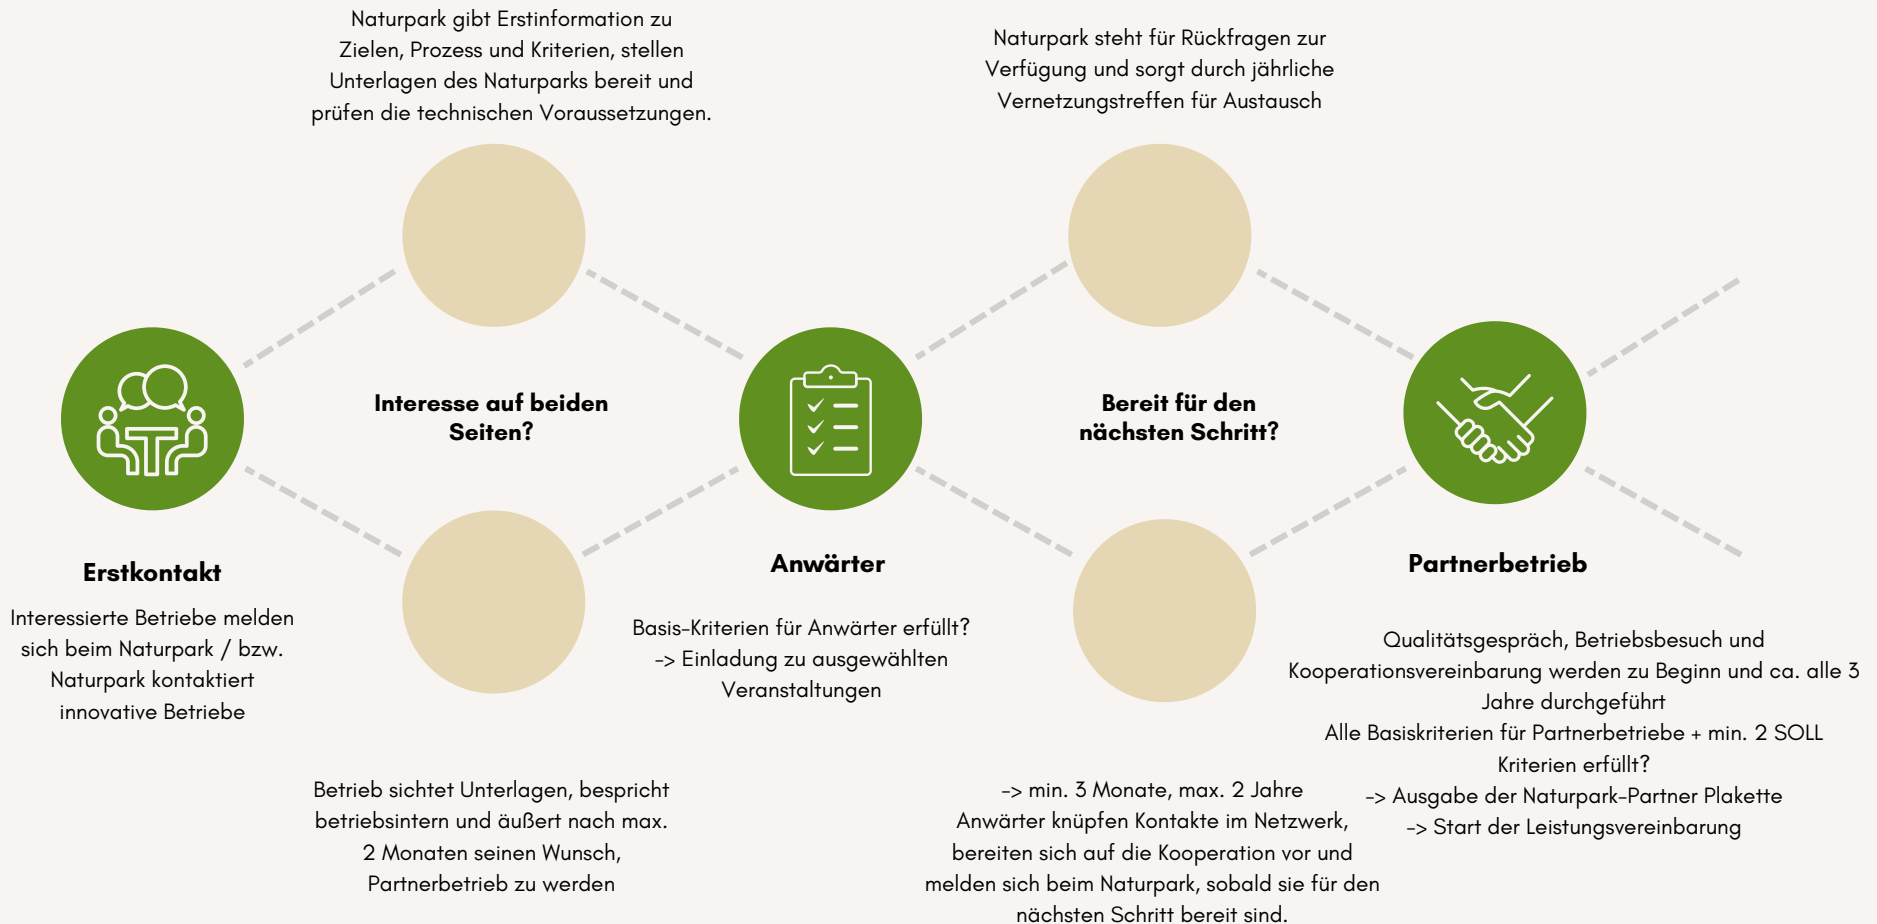 Naturpark gibt Erstinformation zu
Zielen, Prozess und Kriterien, stellen
Unterlagen des Naturparks bereit und
prüfen die technischen Voraussetzungen.
Naturpark steht für Rückfragen zur
Verfügung und sorgt durch jährliche
Vernetzungstreffen für Austausch
Interesse auf beiden
Seiten?
Bereit für den
nächsten Schritt?
Erstkontakt
Interessierte Betriebe melden
sich beim Naturpark / bzw.
Naturpark kontaktiert
innovative Betriebe
Betrieb sichtet Unterlagen, bespricht
betriebsintern und äußert nach max.
2 Monaten seinen Wunsch,
Partnerbetrieb zu werden
Anwärter
Basis-Kriterien für Anwärter erfüllt?
-> Einladung zu ausgewählten
Veranstaltungen
-> min. 3 Monate, max. 2 Jahre
Anwärter knüpfen Kontakte im Netzwerk,
bereiten sich auf die Kooperation vor und
melden sich beim Naturpark, sobald sie für den
nächsten Schritt bereit sind.
Partnerbetrieb
Qualitätsgespräch, Betriebsbesuch und
Kooperationsvereinbarung werden zu Beginn und ca. alle 3
Jahre durchgeführt
Alle Basiskriterien für Partnerbetriebe + min. 2 SOLL
Kriterien erfüllt?
-> Ausgabe der Naturpark-Partner Plakette
-> Start der Leistungsvereinbarung